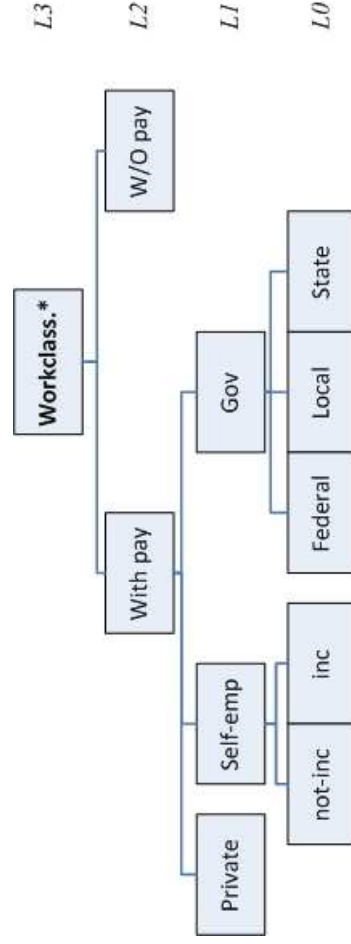 Workclass.* L3
With pay W/O pay L2
Private Self-emp Gov L1
not-inc inc Federal Local State L0